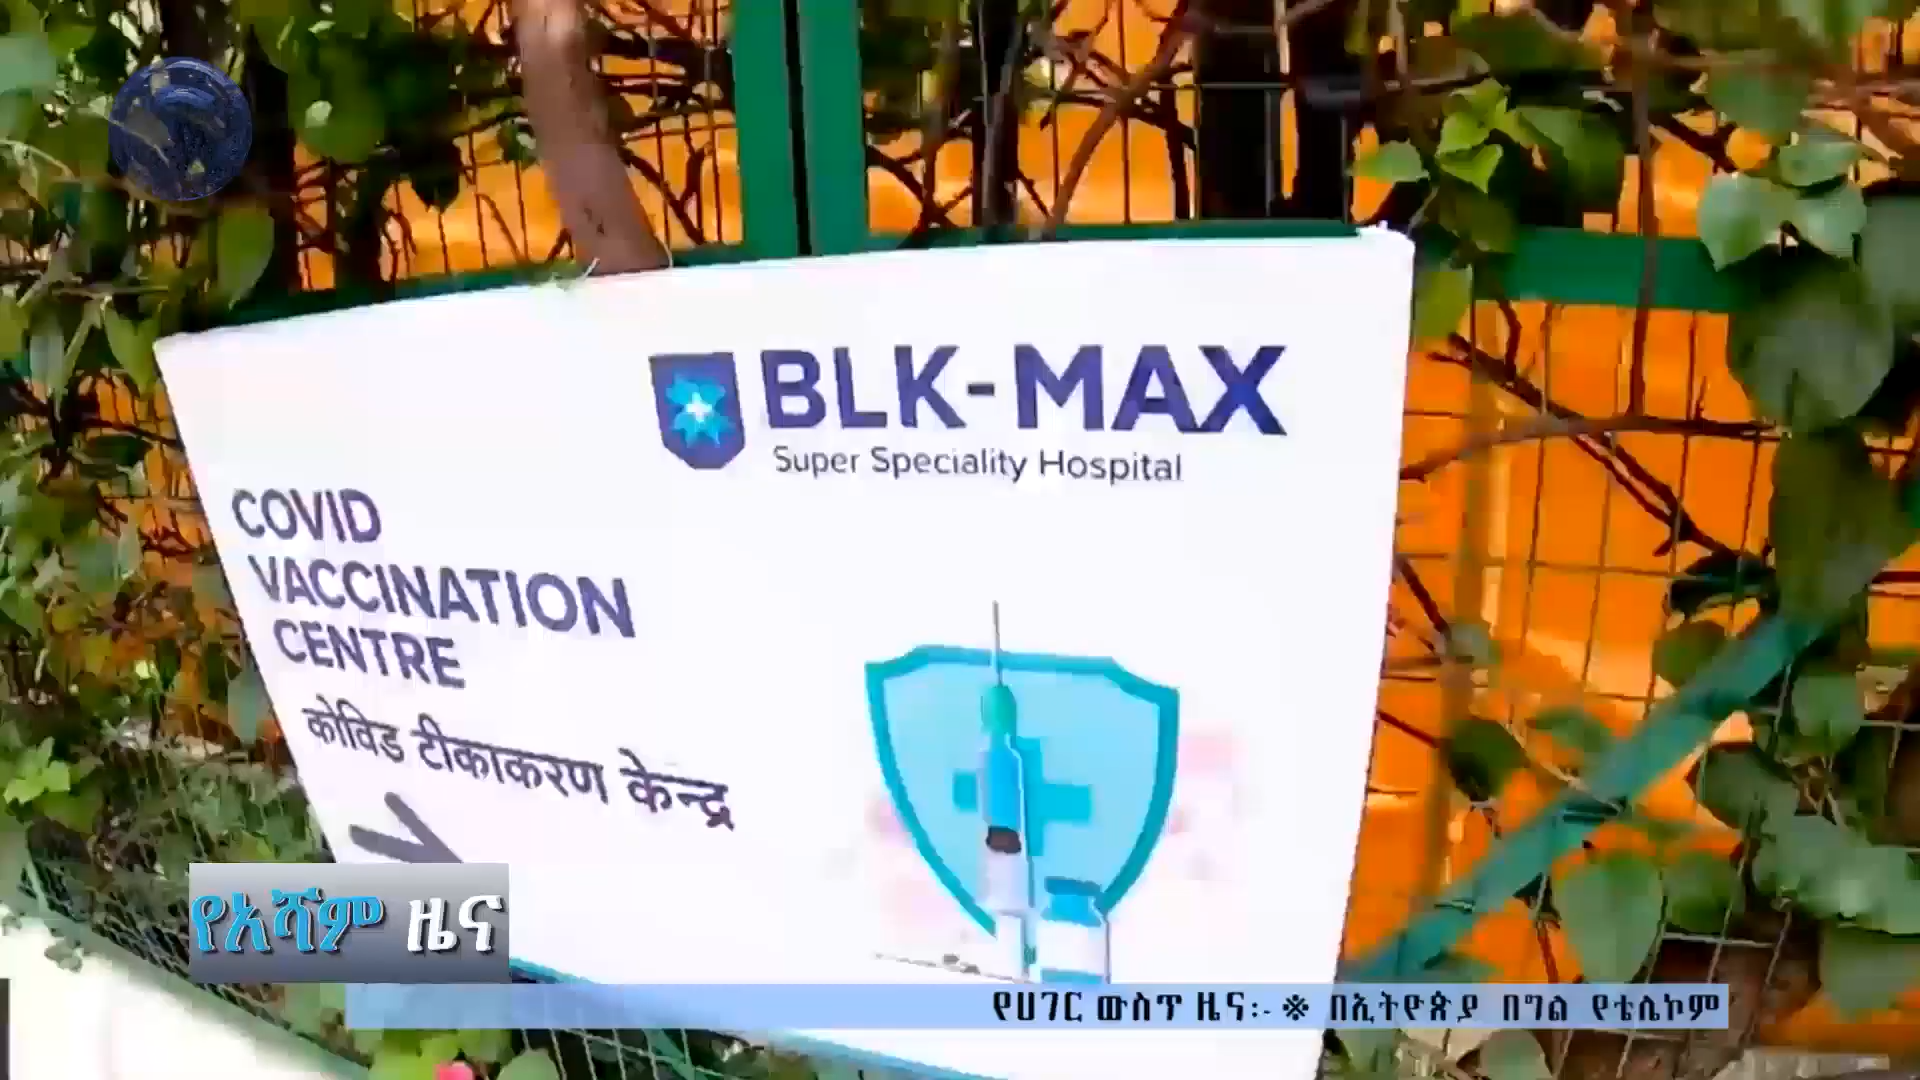 BLK-MAX
Super Speciality Hospital
COVID
VACCINATION
CENTRE
कोविड टीकाकरण केन्द्र
የአሻም ዜና
የሀገር ውስጥ ዜና፡- ※ በኢትዮጵያ በግል የቴሌኮም